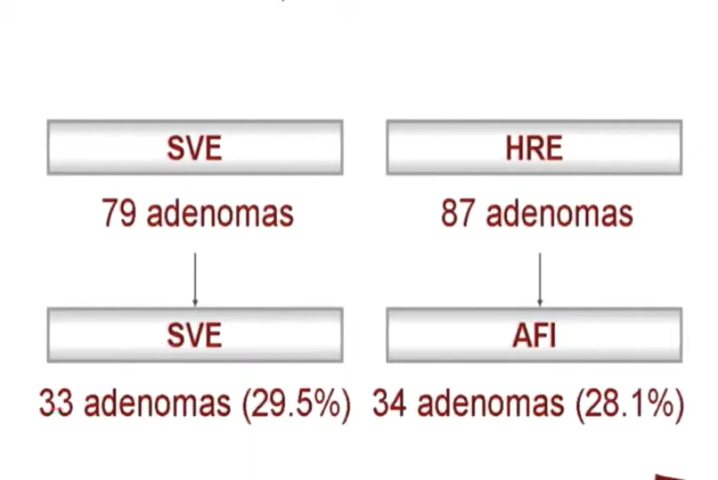 SVE
HRE
79 adenomas
87 adenomas
SVE
AFI
33 adenomas (29.5%)
34 adenomas (28.1%)